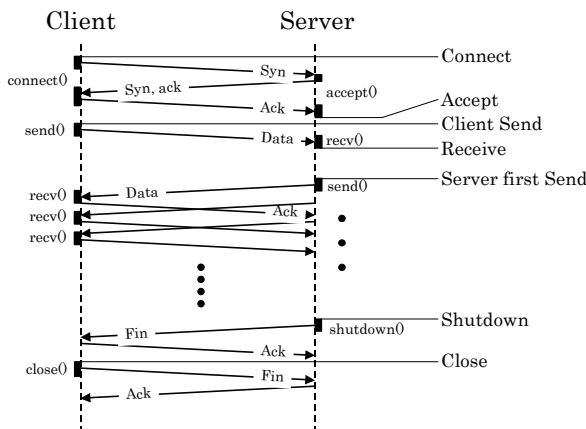 Client
Server
Connect
Syn
connect()
Syn, ack
accept()
Ack
Accept
Client Send
send()
Data
recv()
Receive
Server first Send
Data
send()
recv()
Ack
recv()
recv()
Shutdown
Fin
shutdown()
Ack
Close
close()
Fin
Ack